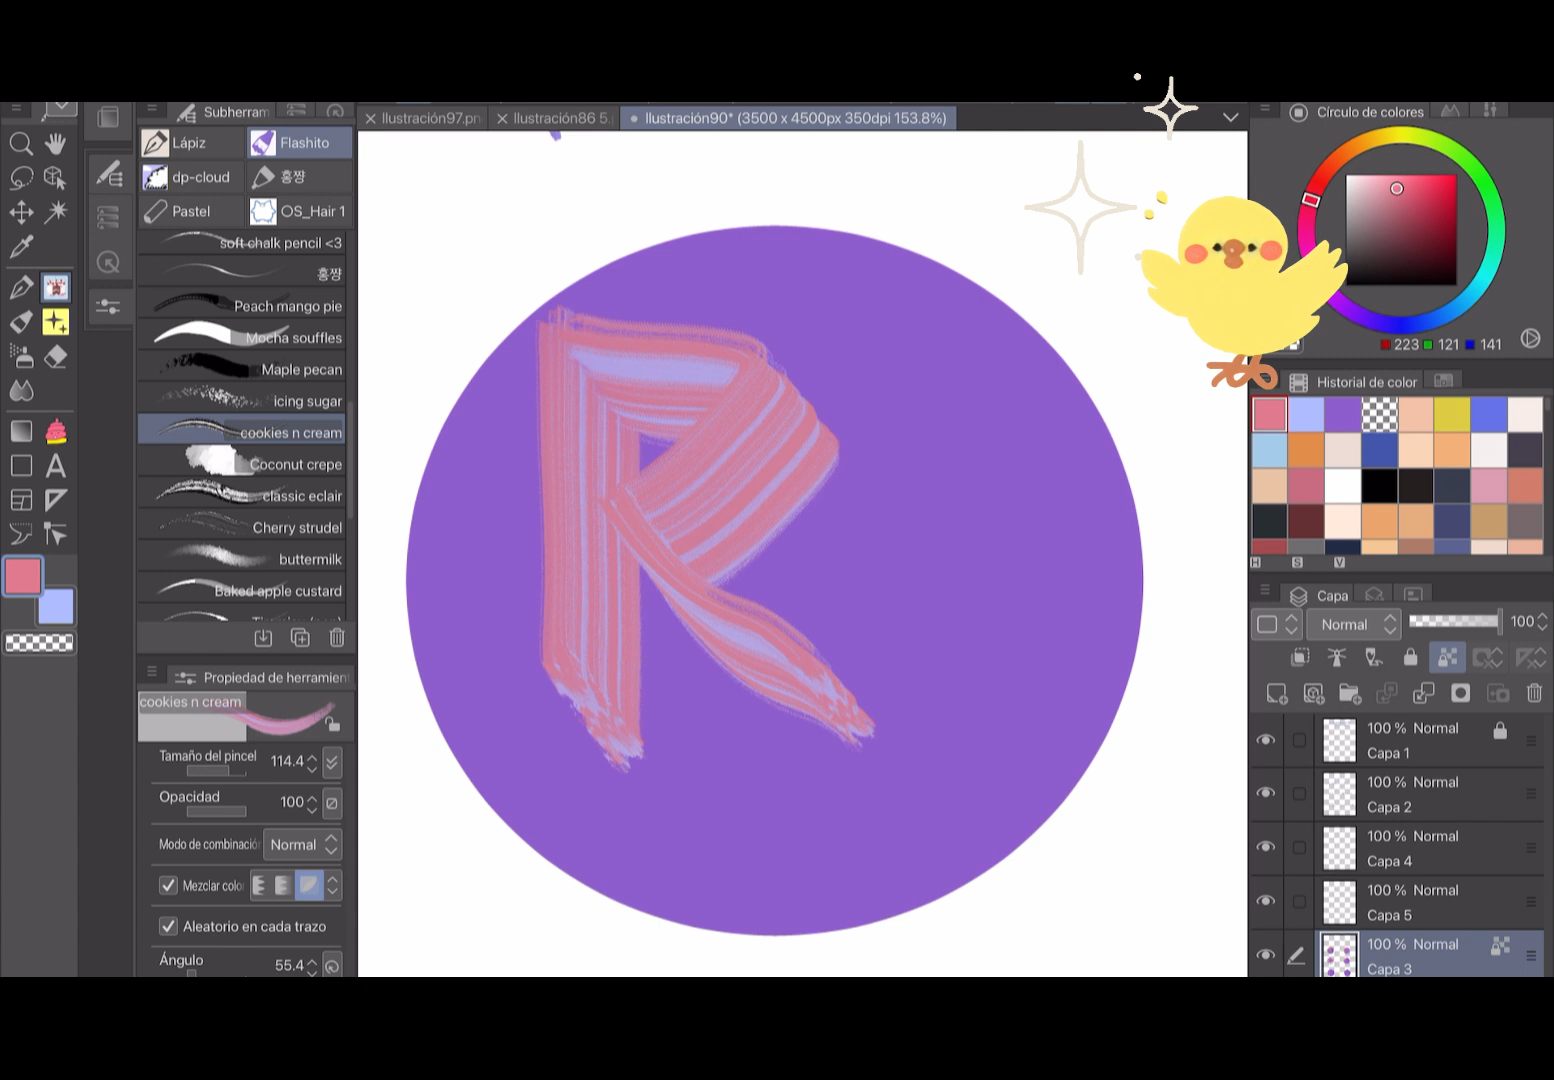 Subherram
Ilustración97.pn
Ilustración86 5.
Ilustración90* (3500 x 4500px 350dpi 153.8%)
Círculo de colores
Lápiz
Flashito
dp-cloud
홍쨩
Pastel
OS_Hair 1
soft chalk pencil <3
홍쨩
Peach mango pie
Mocha souffles
Maple pecan
icing sugar
cookies n cream
Coconut crepe
classic eclair
Cherry strudel
buttermilk
Baked apple custard
Propiedad de herramien
cookies n cream
Tamaño del pincel
114.4
Opacidad
100
Modo de combinació
Normal
Mezclar colo
Aleatorio en cada trazo
Ángulo
55.4
A
R
223 121 141
Historial de color
H S V
Capa
Normal
100
100 % Normal
Capa 1
100 % Normal
Capa 2
100 % Normal
Capa 4
100 % Normal
Capa 5
100 % Normal
Capa 3